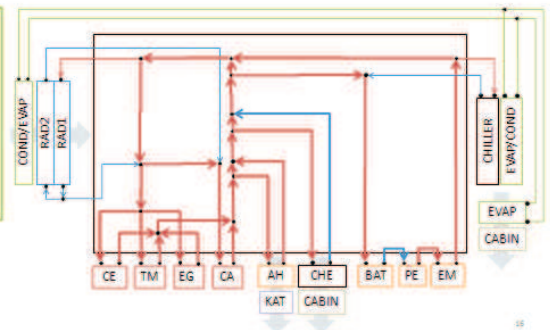 COND/EVAP
RAD2
RAD1
CHILLER
EVAP/COND
EVAP
CABIN
CE
TM
EG
CA
AH
CHE
BAT
PE
EM
KAT
CABIN